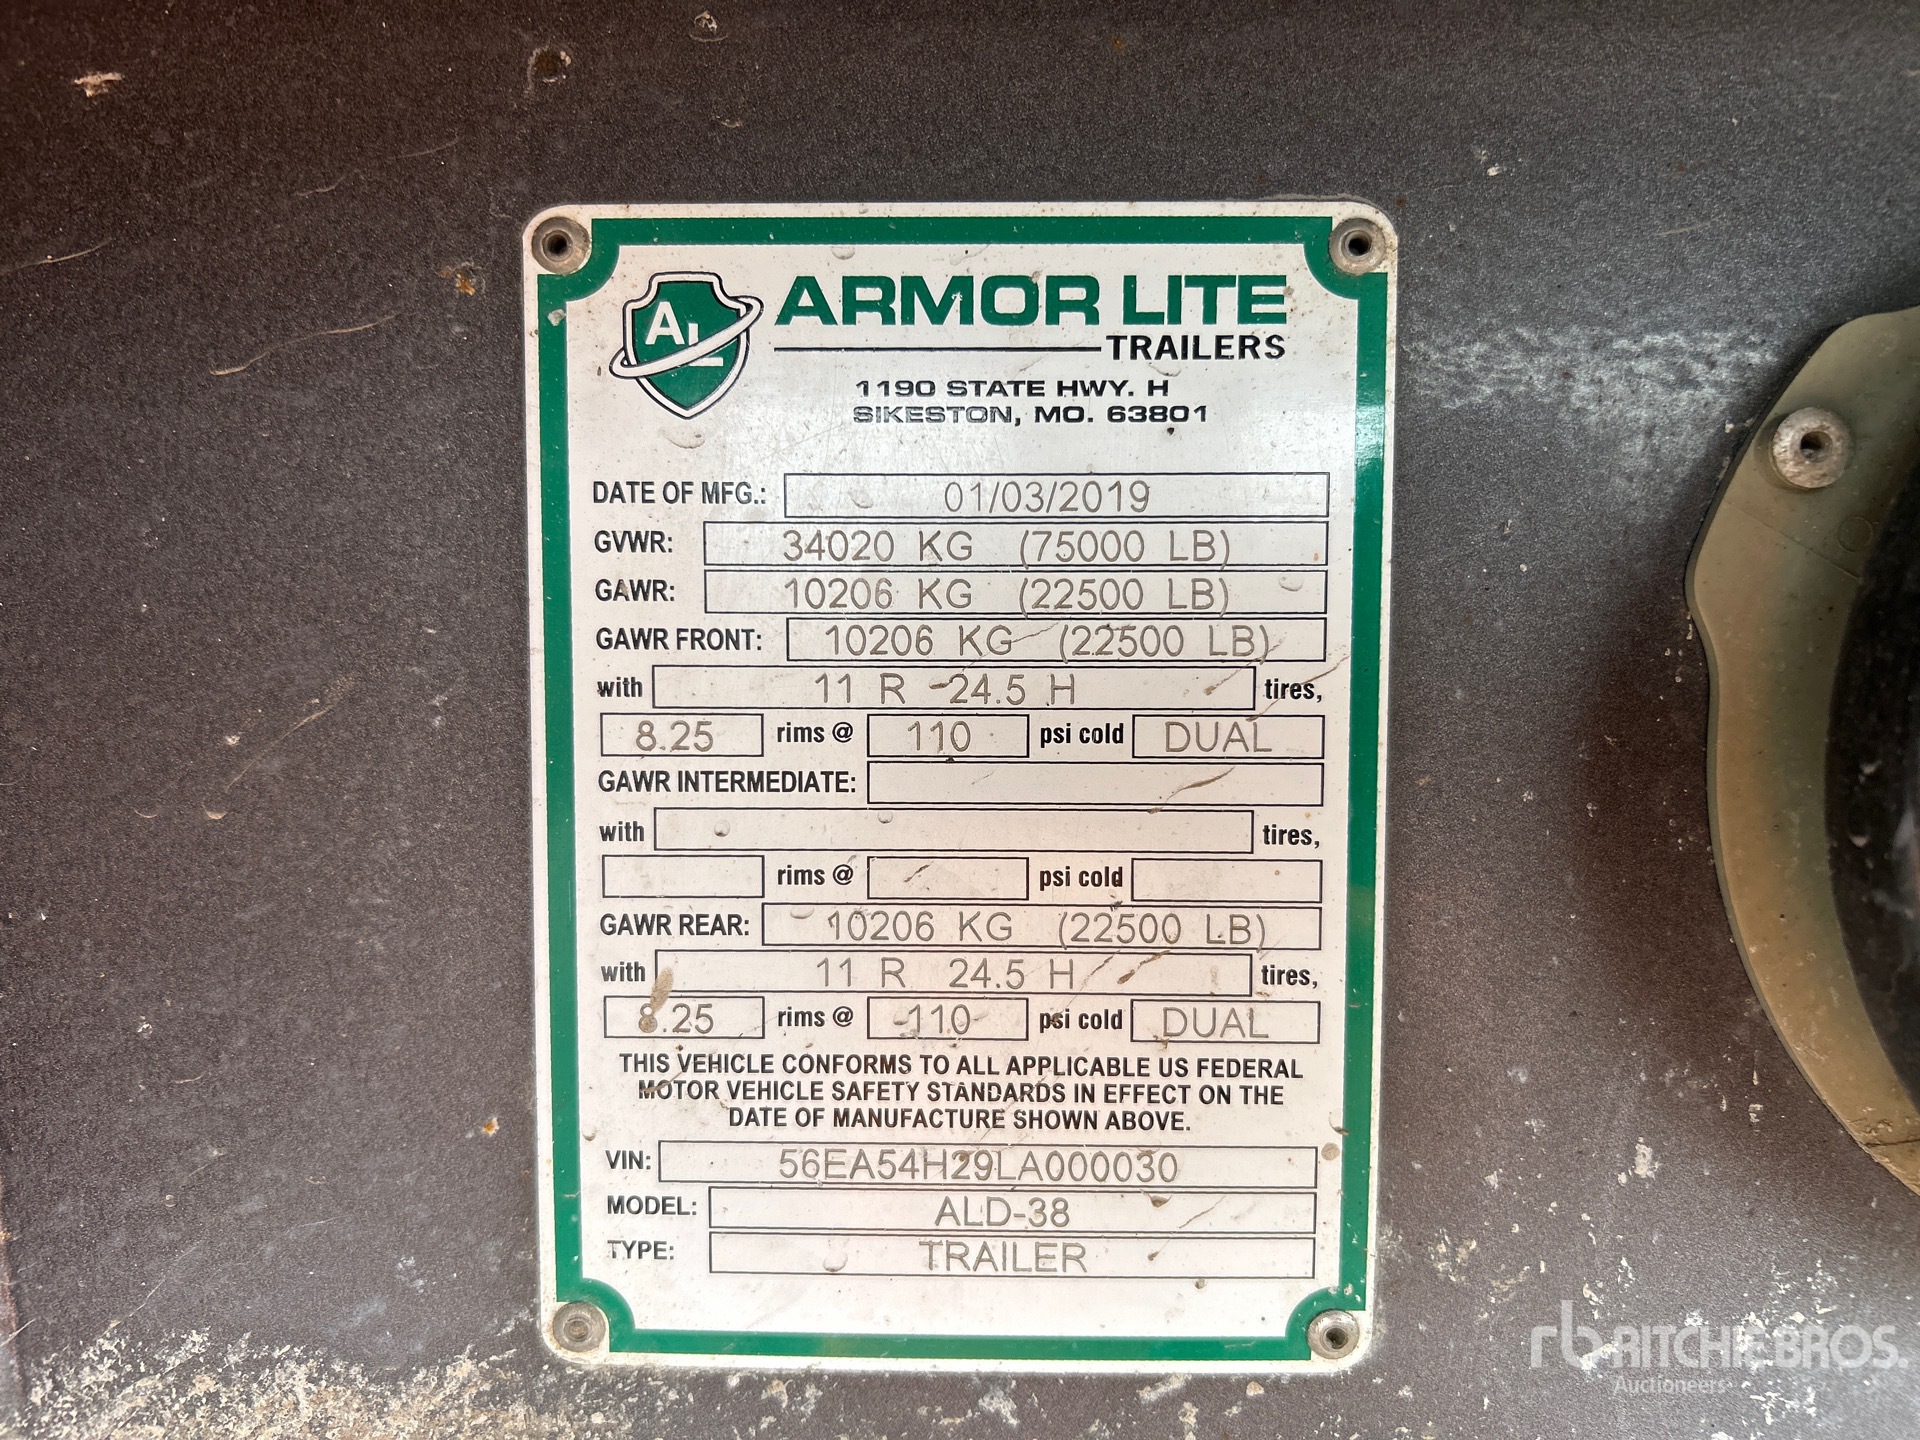 AL ARMOR LITE
TRAILERS
1190 STATE HWY. H
SIKESTON, MO. 63801
DATE OF MFG.: 01/03/2019
GVWR: 34020 KG (75000 LB)
GAWR: 10206 KG (22500 LB)
GAWR FRONT: 10206 KG (22500 LB)
with 11 R 24.5 H tires,
8.25 rims @ 110 psi cold DUAL
GAWR INTERMEDIATE:
with tires,
rims @ psi cold
GAWR REAR: 10206 KG (22500 LB)
with 11 R 24.5 H tires,
8.25 rims @ 110 psi cold DUAL
THIS VEHICLE CONFORMS TO ALL APPLICABLE US FEDERAL
MOTOR VEHICLE SAFETY STANDARDS IN EFFECT ON THE
DATE OF MANUFACTURE SHOWN ABOVE.
VIN: 56EA54H29LA000030
MODEL: ALD-38
TYPE: TRAILER
rb RITCHIE BROS.
Auctioneers